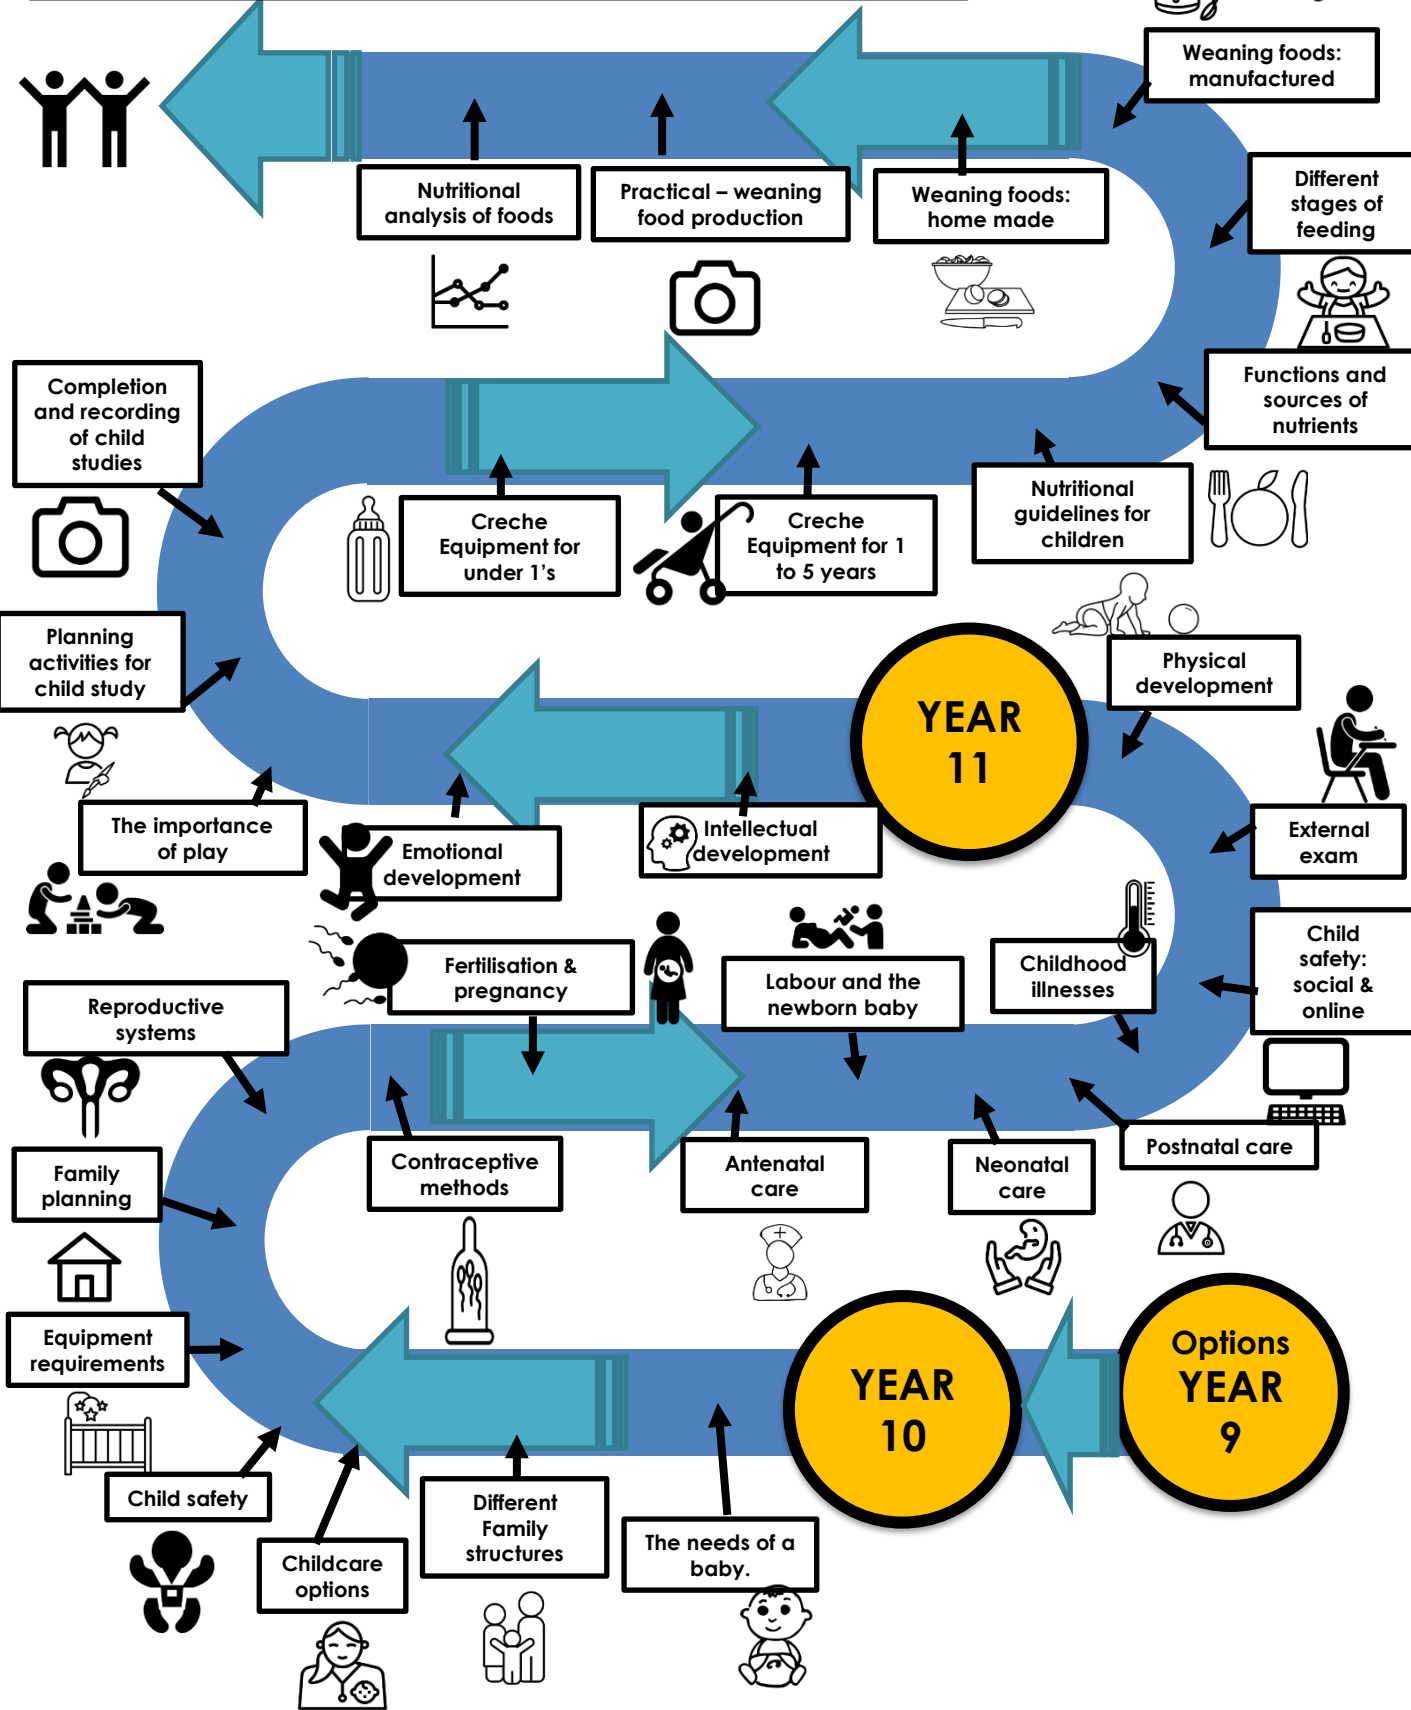 Weaning foods:
manufactured
Nutritional
analysis of foods
Practical – weaning
food production
Weaning foods:
home made
Different
stages of
feeding
Completion
and recording
of child
studies
Functions and
sources of
nutrients
Creche
Equipment for
under 1's
Creche
Equipment for 1
to 5 years
Nutritional
guidelines for
children
Planning
activities for
child study
YEAR
11
Physical
development
The importance
of play
Emotional
development
Intellectual
development
External
exam
Reproductive
systems
Fertilisation &
pregnancy
Labour and the
newborn baby
Childhood
illnesses
Child
safety:
social &
online
Family
planning
Contraceptive
methods
Antenatal
care
Neonatal
care
Postnatal care
Equipment
requirements
YEAR
10
Options
YEAR
9
Child safety
Childcare
options
Different
Family
structures
The needs of a
baby.